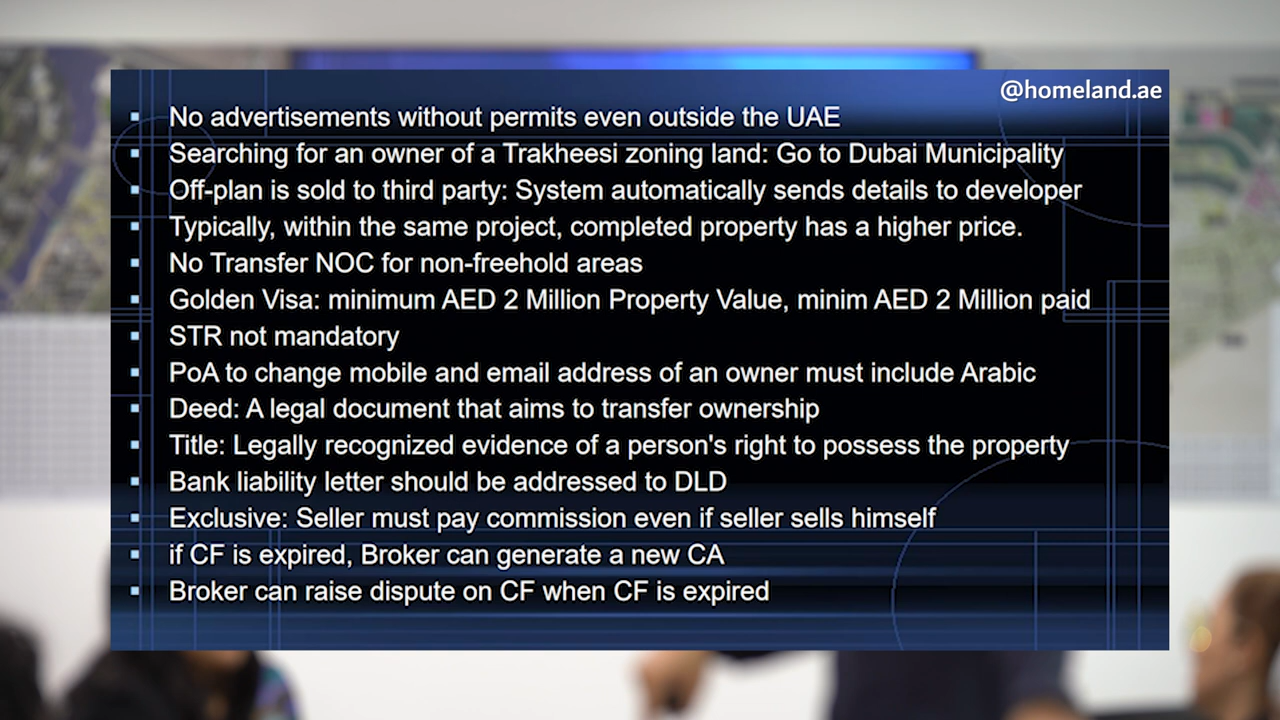 @homeland.ae
▪ No advertisements without permits even outside the UAE
▪ Searching for an owner of a Trakheesi zoning land: Go to Dubai Municipality
▪ Off-plan is sold to third party: System automatically sends details to developer
▪ Typically, within the same project, completed property has a higher price.
▪ No Transfer NOC for non-freehold areas
▪ Golden Visa: minimum AED 2 Million Property Value, minim AED 2 Million paid
▪ STR not mandatory
▪ PoA to change mobile and email address of an owner must include Arabic
▪ Deed: A legal document that aims to transfer ownership
▪ Title: Legally recognized evidence of a person's right to possess the property
▪ Bank liability letter should be addressed to DLD
▪ Exclusive: Seller must pay commission even if seller sells himself
▪ if CF is expired, Broker can generate a new CA
▪ Broker can raise dispute on CF when CF is expired